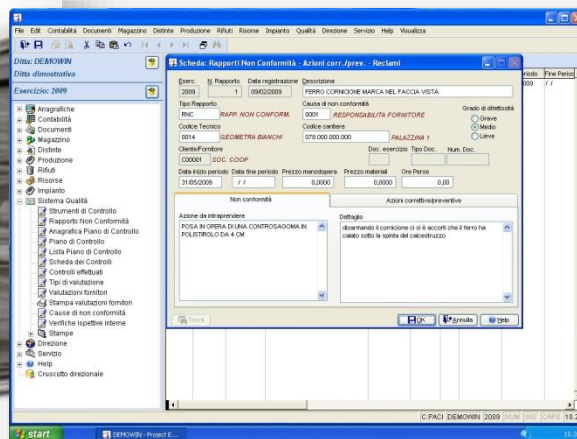 File Edit Contabilità Documenti Magazzino Distinte Produzione Rifiuti Risorse Impianto Qualità Direzione Servizio Help Visualizza
Ditta: DEMOWIN
Ditta dimostrativa
Esercizio: 2009
Anagrafiche
Contabilità
Documenti
Magazzino
Distinte
Produzione
Rifiuti
Risorse
Impianto
Sistema Qualità
Strumenti di Controllo
Rapporto Non Conformità
Anagrafica Piano di Controllo
Piano di Controllo
Lista Piano di Controllo
Scheda dei Controlli
Controlli effettuati
Tipi di valutazione
Valutazioni fornitori
Stampa valutazioni fornitori
Cause di non conformità
Verifiche ispettive interne
Stampe
Direzione
Servizio
Help
Cruscotto direzionale
Scheda: Rapporti Non Conformità - Azioni corr./prev. - Reclami
Eserc. N. Rapporto Data registrazione Descrizione
2009 1 09/02/2009 FERRO CORNICIONE MARCA NEL FACCIA VISTA
Tipo Rapporto Causa di non conformità Grado di difettosità
RNC RAPP. NON CONFORM. 0001 RESPONSABILITA FORNITORE
Grave
Medio
Lieve
Codice Tecnico Codice cantiere
0014 GEOMETRA BIANCHI 078.000.000.000 PALAZZINA 1
Cliente/Fornitore Doc. esercizio Tipo Doc. Num. Doc.
C00001 SOC. COOP
Data inizio periodo Data fine periodo Prezzo manodopera Prezzo materiali Ore Perse
31/05/2009 / / 0,0000 0,0000 0,00
Non conformità Azioni correttive/preventive
Azione da intraprendere
POSA IN OPERA DI UNA CONTROSAGOMA IN
POLISTIROLO DA 4 CM
Dettaglio
disarmando il cornicione ci si è accorti che il ferro ha
calato sotto la spinta del calcestruzzo
Trova OK Annulla Help
Fine Period
/ /
C.PACI DEMOWIN 2009 NUM INS CAPS 18.2
start DEMOWIN - Project E...